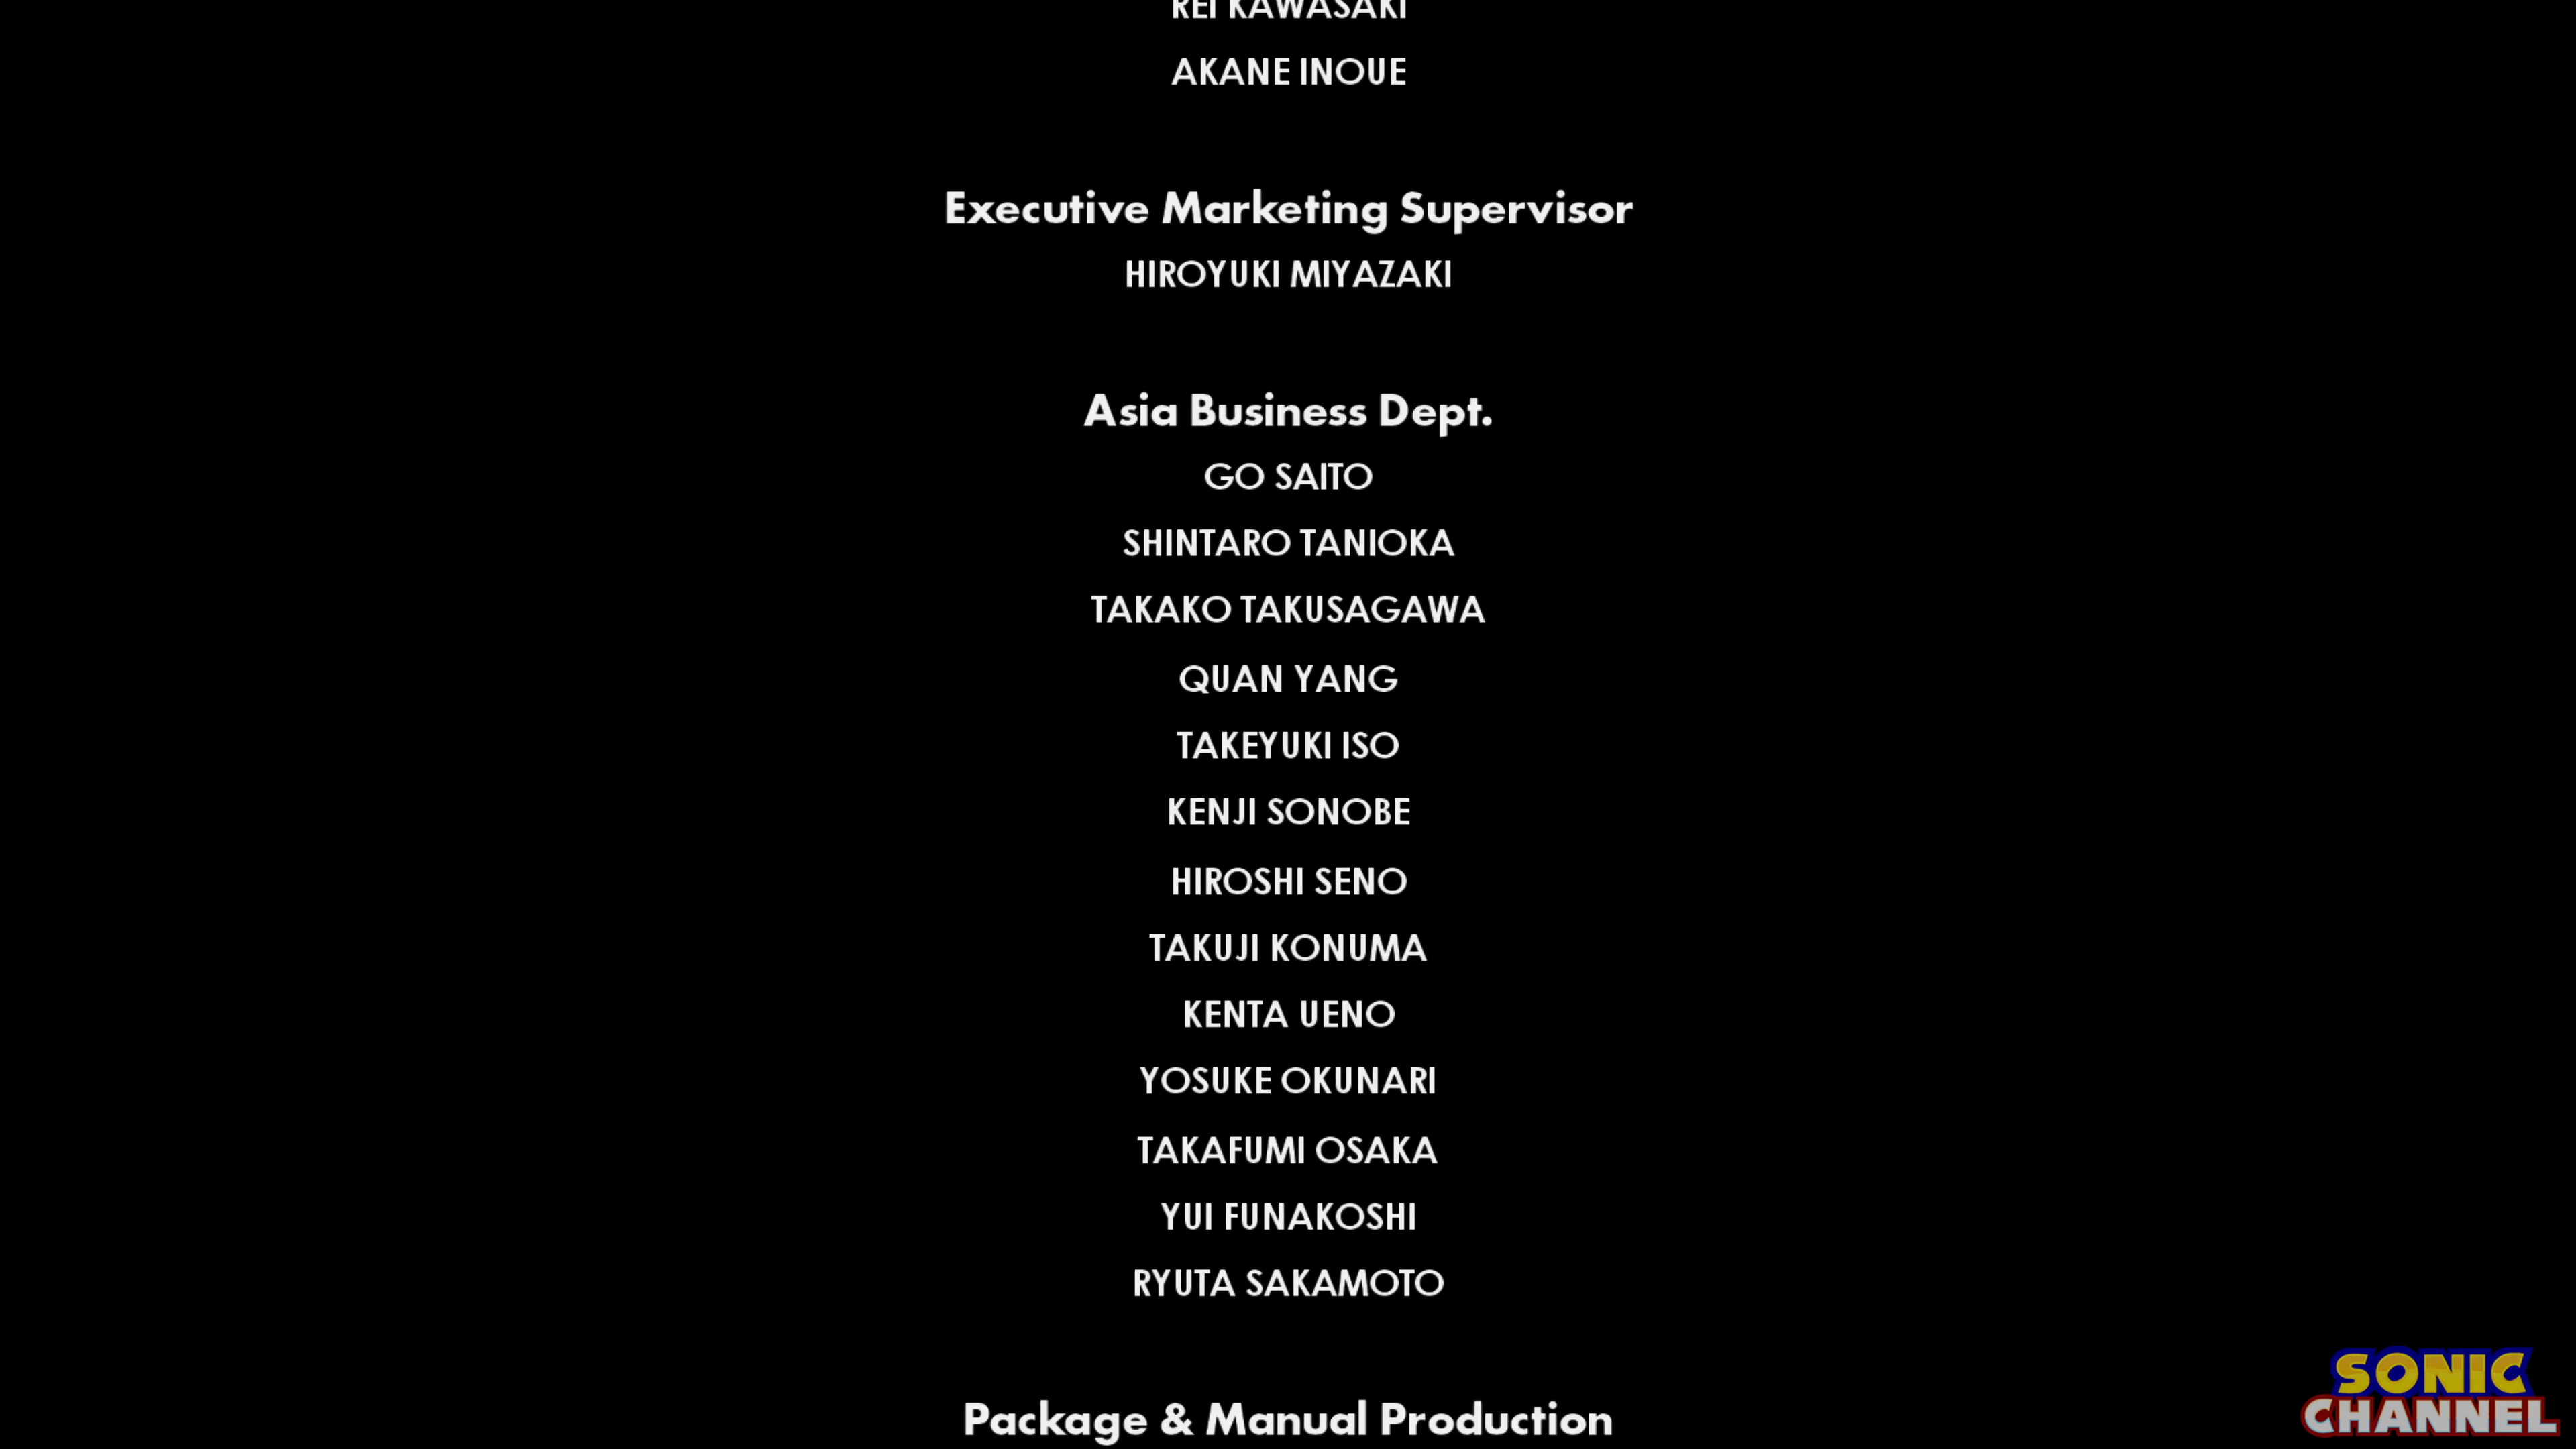 REI KAWASAKI
AKANE INOUE
Executive Marketing Supervisor
HIROYUKI MIYAZAKI
Asia Business Dept.
GO SAITO
SHINTARO TANIOKA
TAKAKO TAKUSAGAWA
QUAN YANG
TAKEYUKI ISO
KENJI SONOBE
HIROSHI SENO
TAKUJI KONUMA
KENTA UENO
YOSUKE OKUNARI
TAKAFUMI OSAKA
YUI FUNAKOSHI
RYUTA SAKAMOTO
Package & Manual Production
SONIC
CHANNEL